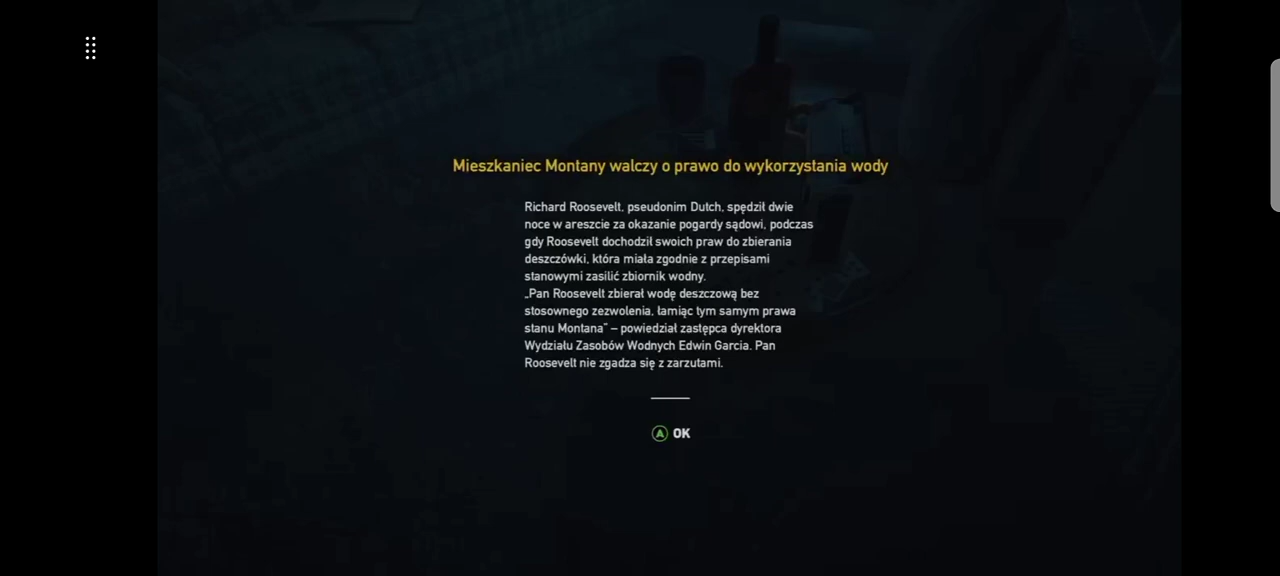 Mieszkaniec Montany walczy o prawo do wykorzystania wody
Richard Roosevelt, pseudonim Dutch, spędził dwie
noce w areszcie za okazanie pogardy sądowi, podczas
gdy Roosevelt dochodził swoich praw do zbierania
deszczówki, która miała zgodnie z przepisami
stanowymi zasilić zbiornik wodny.
„Pan Roosevelt zbierał wodę deszczową bez
stosownego zezwolenia, łamiąc tym samym prawa
stanu Montana” – powiedział zastępca dyrektora
Wydziału Zasobów Wodnych Edwin Garcia. Pan
Roosevelt nie zgadza się z zarzutami.
A OK